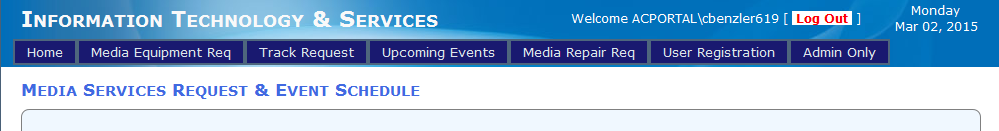 Information Technology & Services
Welcome ACPORTAL\cbenzler619 [ Log Out ]
Monday
Mar 02, 2015
Home Media Equipment Req Track Request Upcoming Events Media Repair Req User Registration Admin Only
Media Services Request & Event Schedule